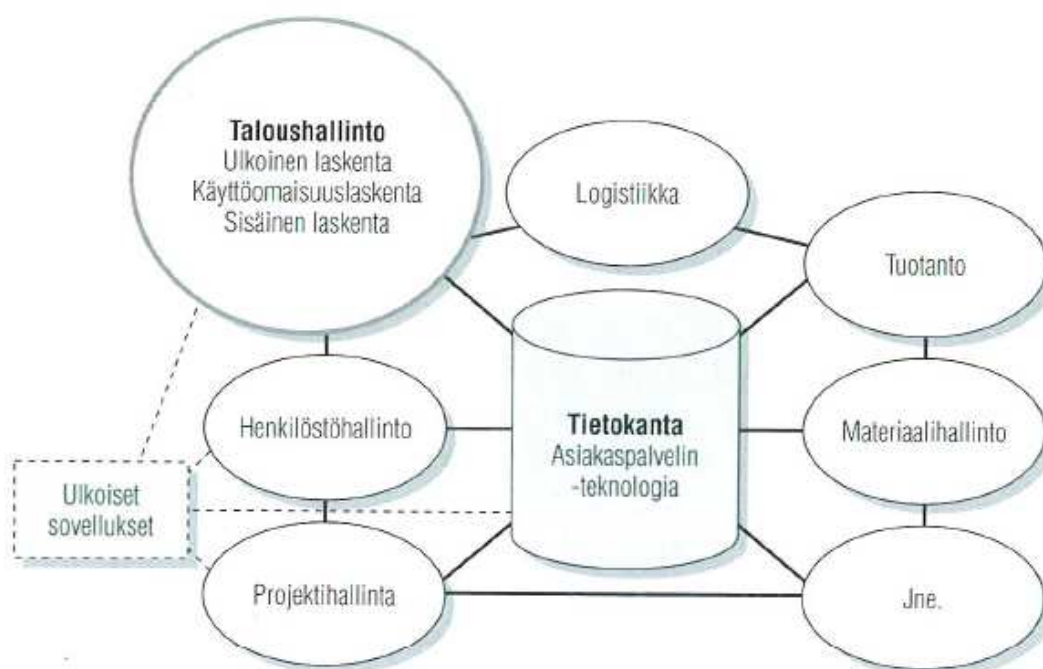 Taloushallinto
Ulkoinen laskenta
Käyttöomaisuuslaskenta
Sisäinen laskenta
Logistiikka
Tuotanto
Henkilöstöhallinto
Tietokanta
Asiakaspalvelin
-teknologia
Materiaalihallinto
Ulkoiset
sovellukset
Projektihallinta
Jne.